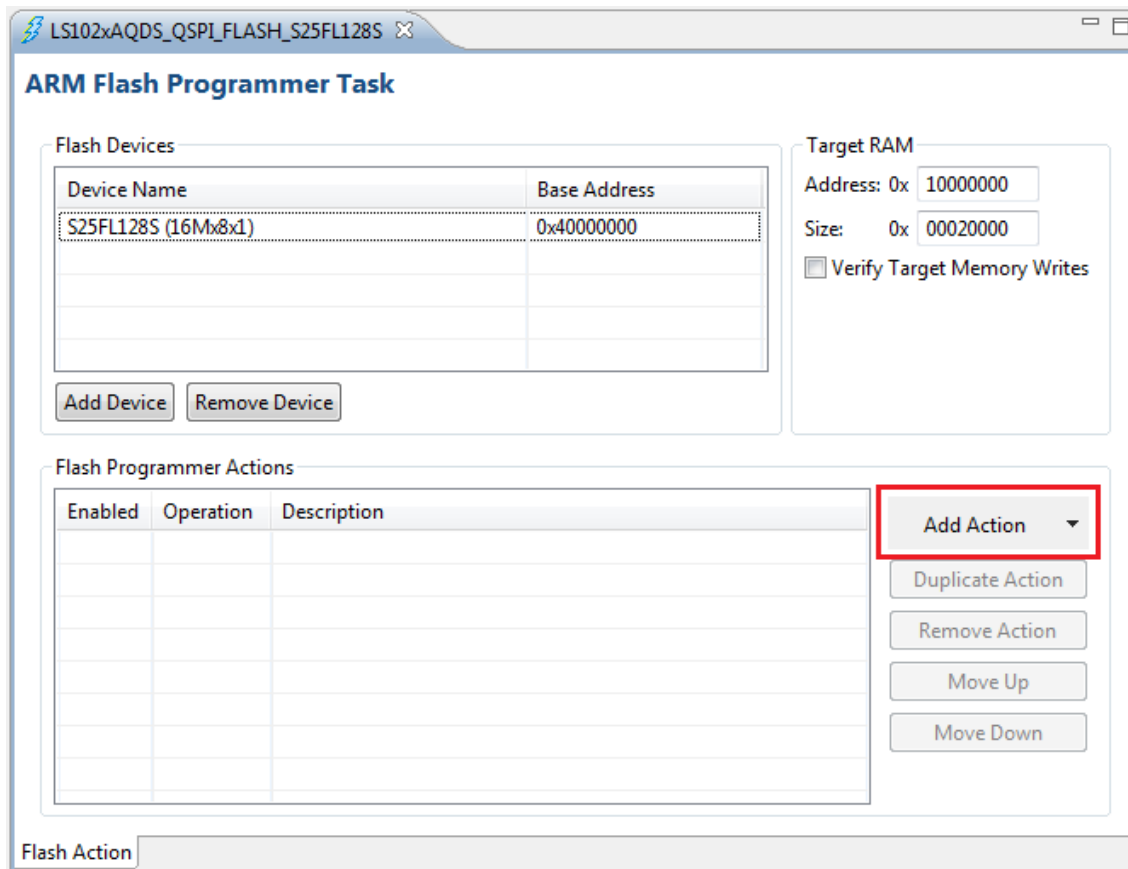 LS102xAQDS_QSPI_FLASH_S25FL128S
ARM Flash Programmer Task
Flash Devices
Device Name Base Address
S25FL128S (16Mx8x1) 0x40000000
Add Device Remove Device
Target RAM
Address: 0x 10000000
Size: 0x 00020000
Verify Target Memory Writes
Flash Programmer Actions
Enabled Operation Description
Add Action
Duplicate Action
Remove Action
Move Up
Move Down
Flash Action